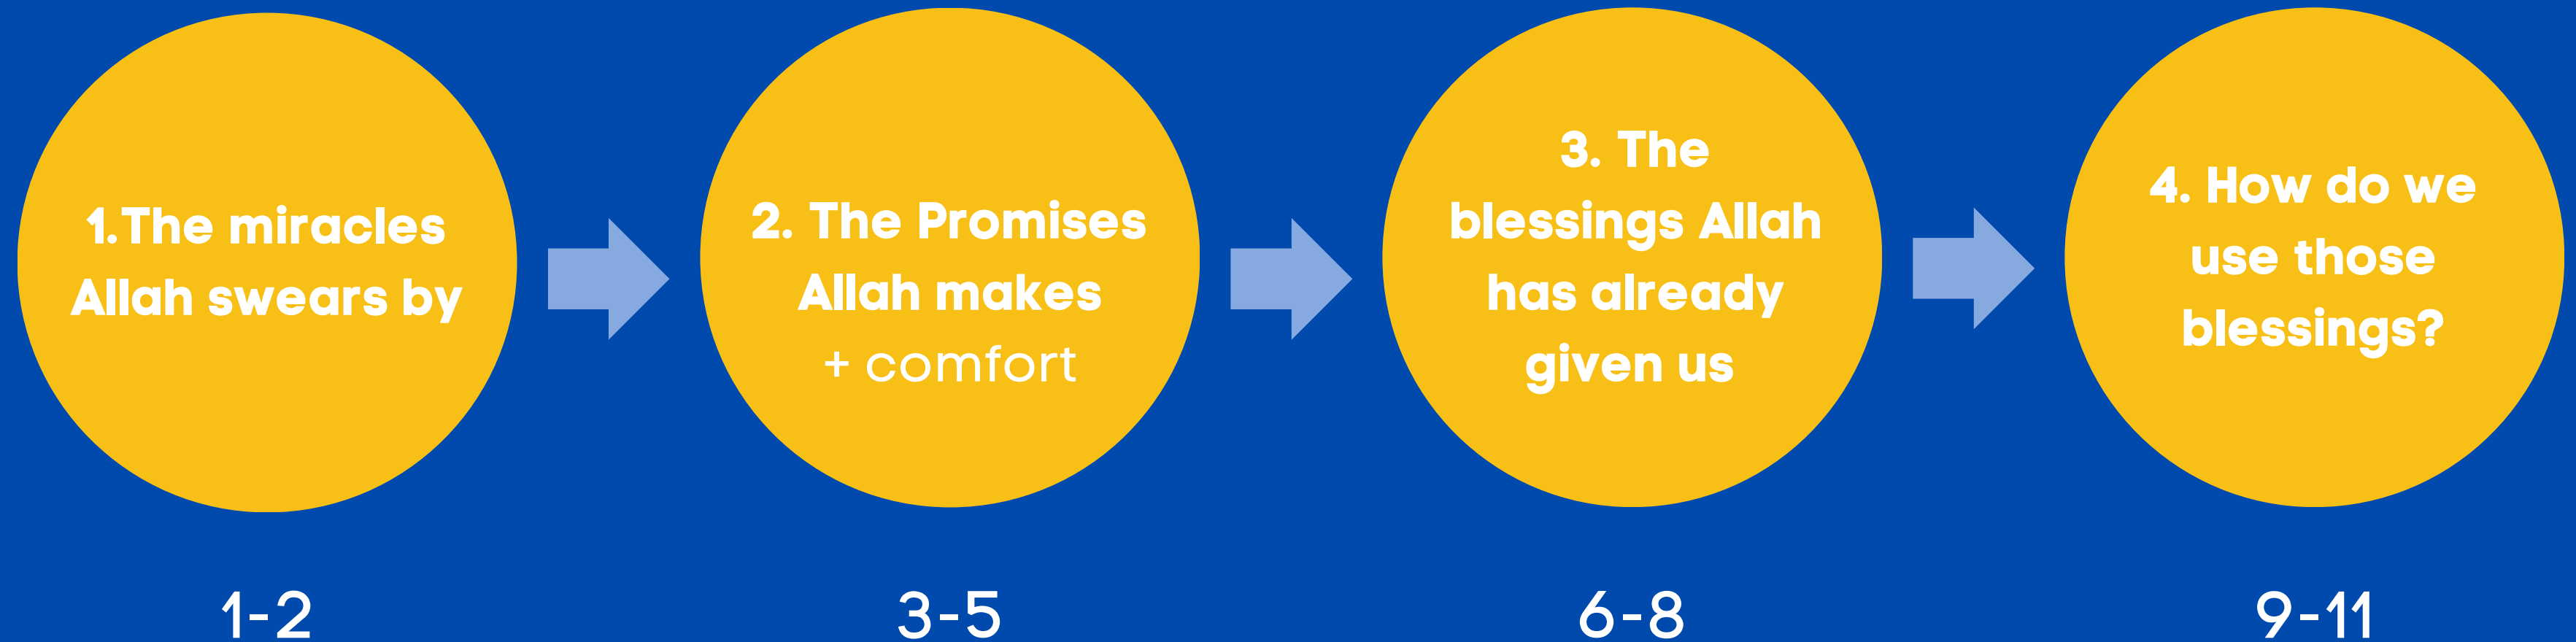 1.The miracles
Allah swears by
2. The Promises
Allah makes
+ comfort
3. The
blessings Allah
has already
given us
4. How do we
use those
blessings?
1-2
3-5
6-8
9-11